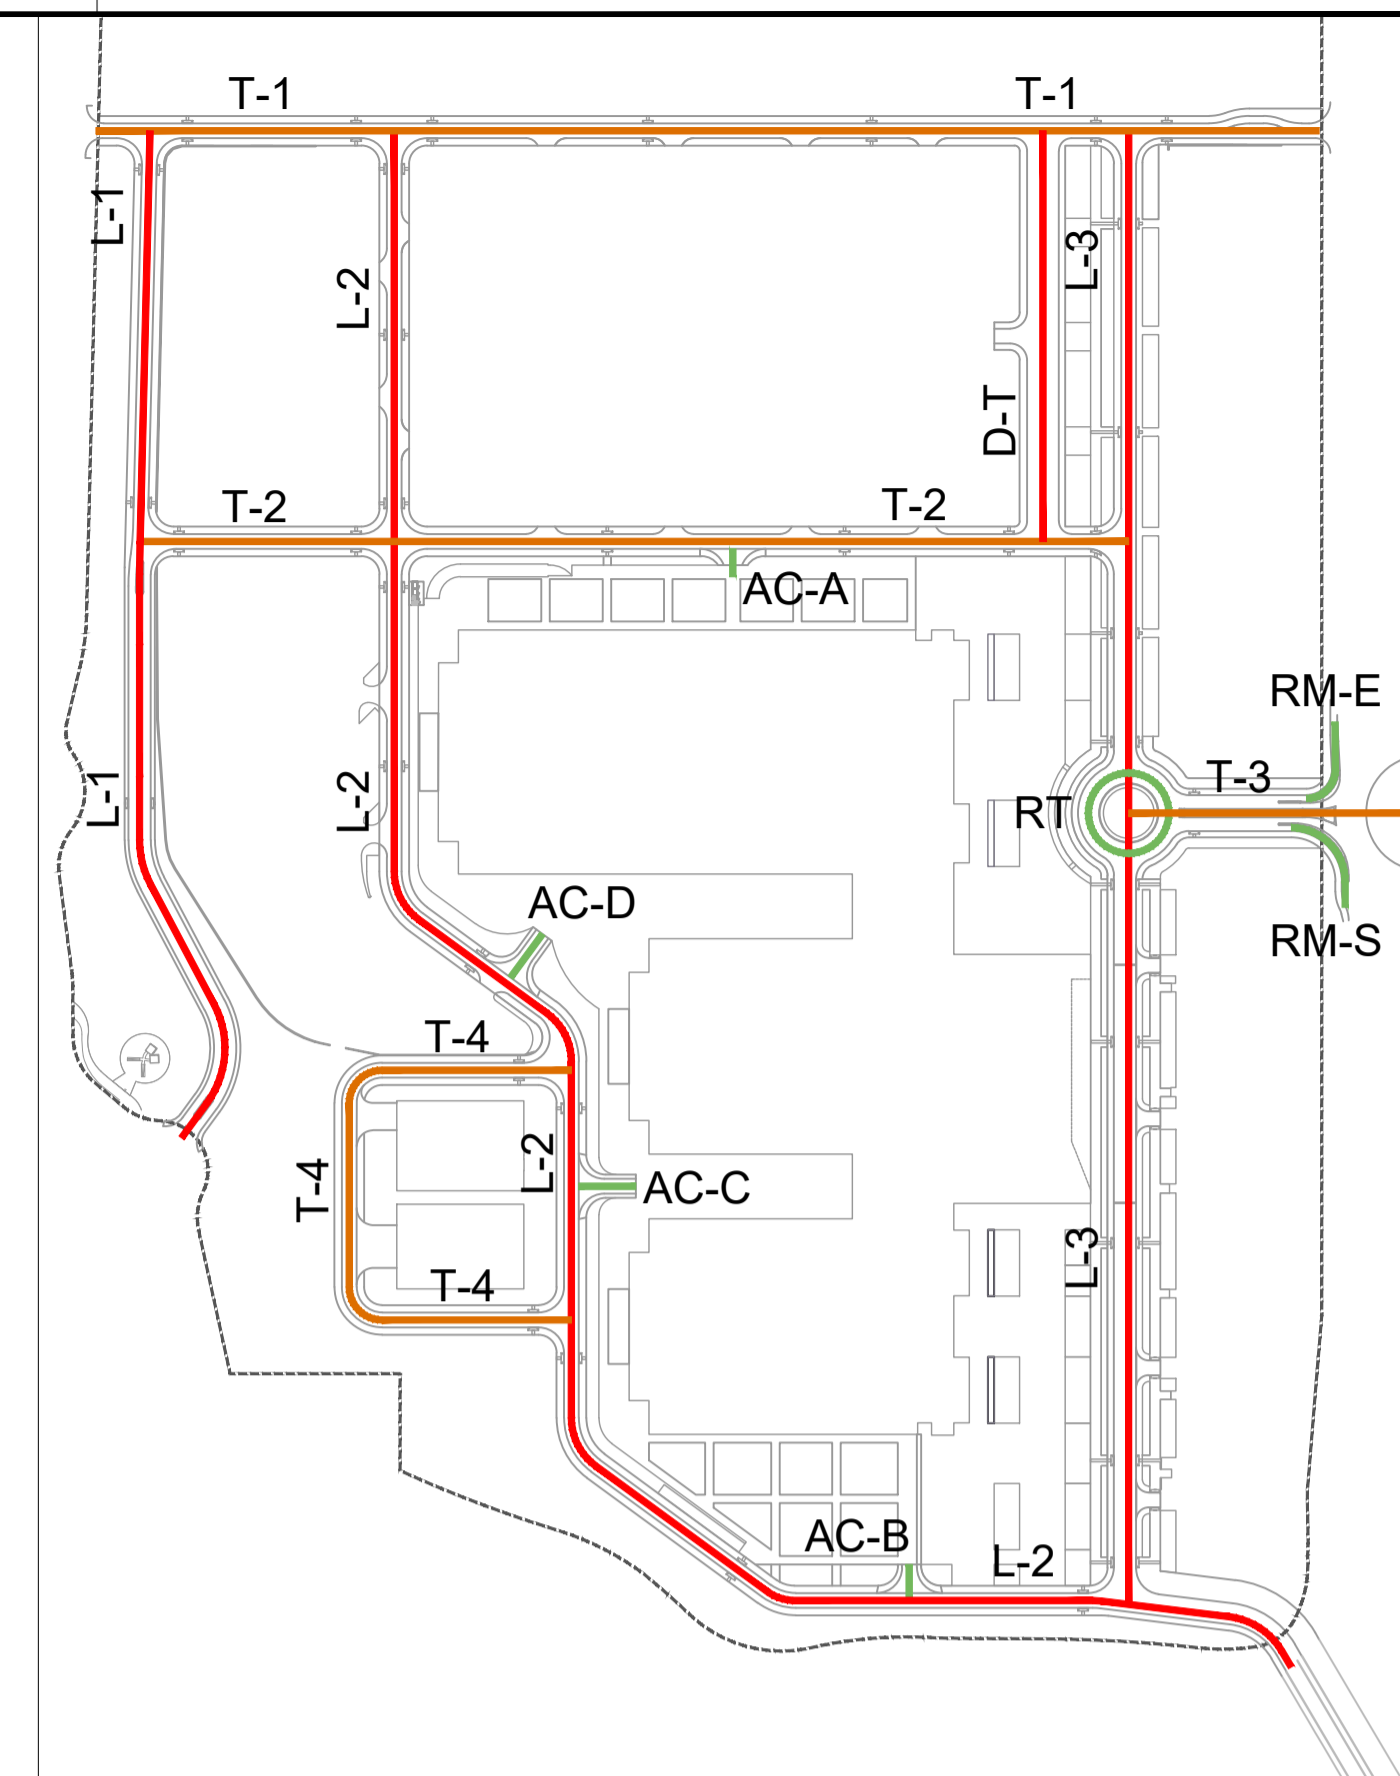 T-1
T-1
L-1
L-2
L-3
D-T
T-2
T-2
AC-A
RM-E
L-1
L-2
T-3
RT
AC-D
RM-S
T-4
L-2
T-4
AC-C
L-3
T-4
AC-B
L-2